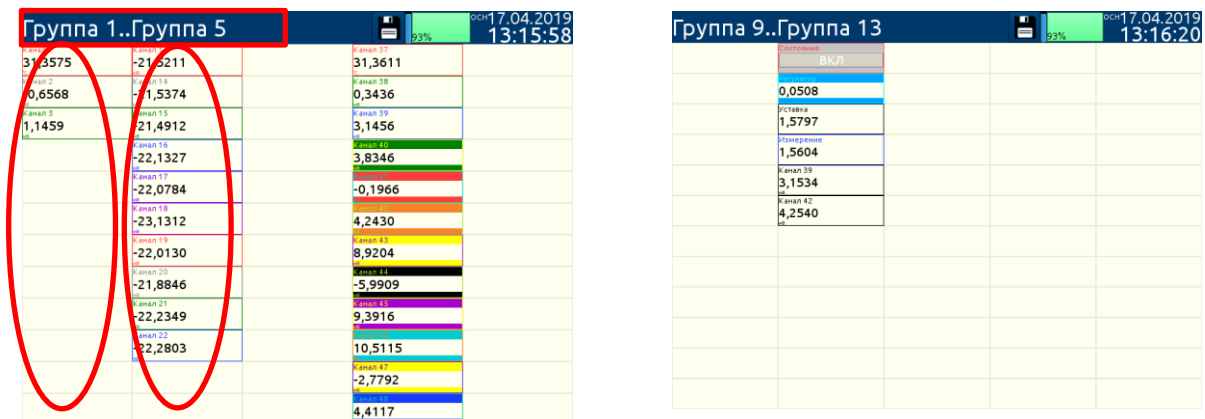 Группа 1..Группа 5
93%
осн17.04.2019
13:15:58
31,3575
-21,5211
Канал 37
31,3611
Канал 14
-21,5374
Канал 38
0,3436
Канал 3
1,1459
Канал 15
-21,4912
Канал 39
3,1456
Канал 16
-22,1327
Канал 40
3,8346
Канал 17
-22,0784
-0,1966
Канал 18
-23,1312
4,2430
Канал 19
-22,0130
Канал 43
8,9204
Канал 20
-21,8846
Канал 44
-5,9909
Канал 21
-22,2349
Канал 45
9,3916
Канал 22
-22,2803
10,5115
Канал 47
-2,7792
Канал 48
4,4117
Группа 9..Группа 13
93%
осн17.04.2019
13:16:20
Состояние
ВКЛ
Регулятор
0,0508
Уставка
1,5797
Измерение
1,5604
Канал 39
3,1534
Канал 42
4,2540